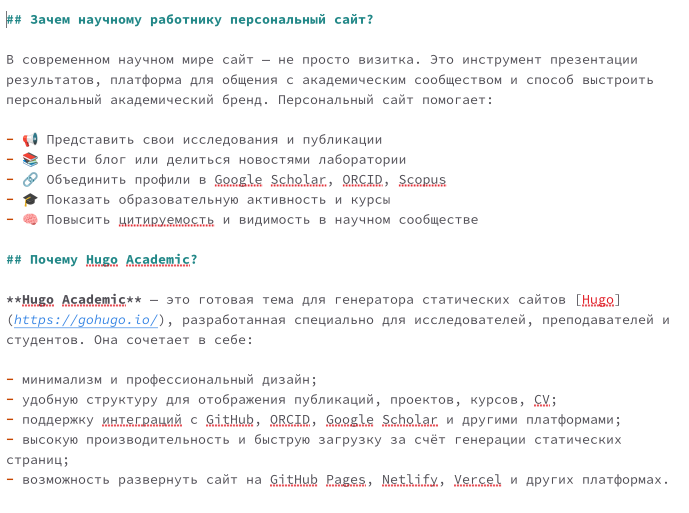 ## Зачем научному работнику персональный сайт?
В современном научном мире сайт — не просто визитка. Это инструмент презентации
результатов, платформа для общения с академическим сообществом и способ выстроить
персональный академический бренд. Персональный сайт помогает:
- 📢 Представить свои исследования и публикации
- 📚 Вести блог или делиться новостями лаборатории
- 🔗 Объединить профили в Google Scholar, ORCID, Scopus
- 🎓 Показать образовательную активность и курсы
- 🧠 Повысить цитируемость и видимость в научном сообществе
## Почему Hugo Academic?
**Hugo Academic** — это готовая тема для генератора статических сайтов [Hugo]
(https://gohugo.io/), разработанная специально для исследователей, преподавателей и
студентов. Она сочетает в себе:
- минимализм и профессиональный дизайн;
- удобную структуру для отображения публикаций, проектов, курсов, CV;
- поддержку интеграций с GitHub, ORCID, Google Scholar и другими платформами;
- высокую производительность и быструю загрузку за счёт генерации статических
страниц;
- возможность развернуть сайт на GitHub Pages, Netlify, Vercel и других платформах.